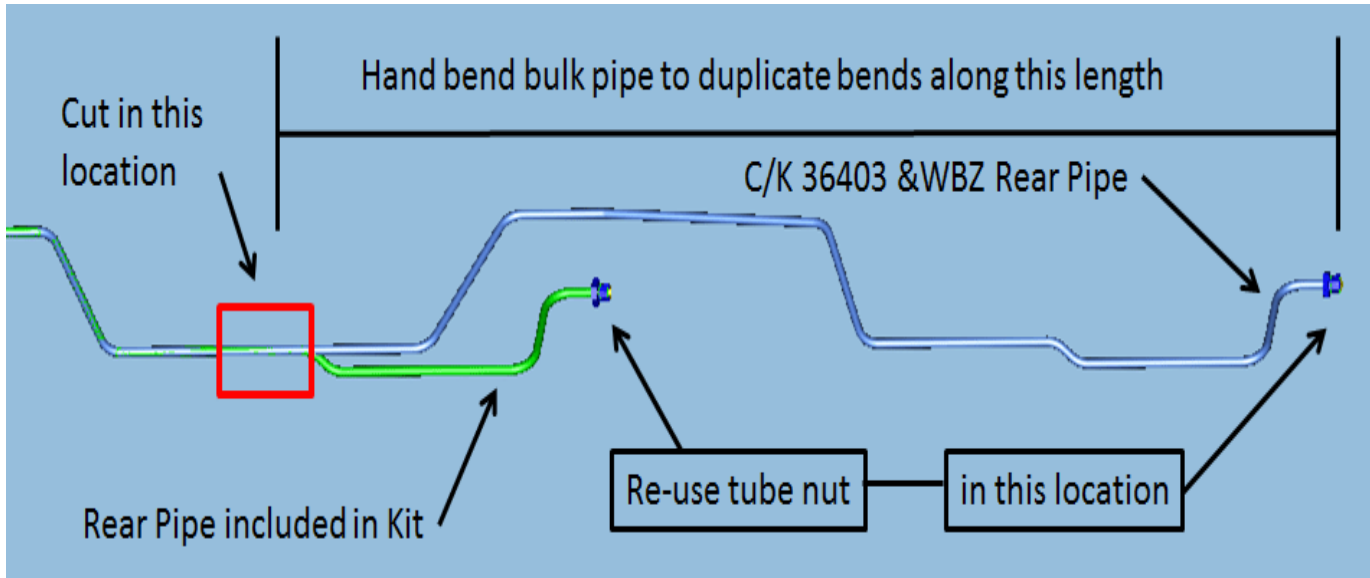 Hand bend bulk pipe to duplicate bends along this length
Cut in this
location
C/K 36403 &WBZ Rear Pipe
Re-use tube nut
in this location
Rear Pipe included in Kit